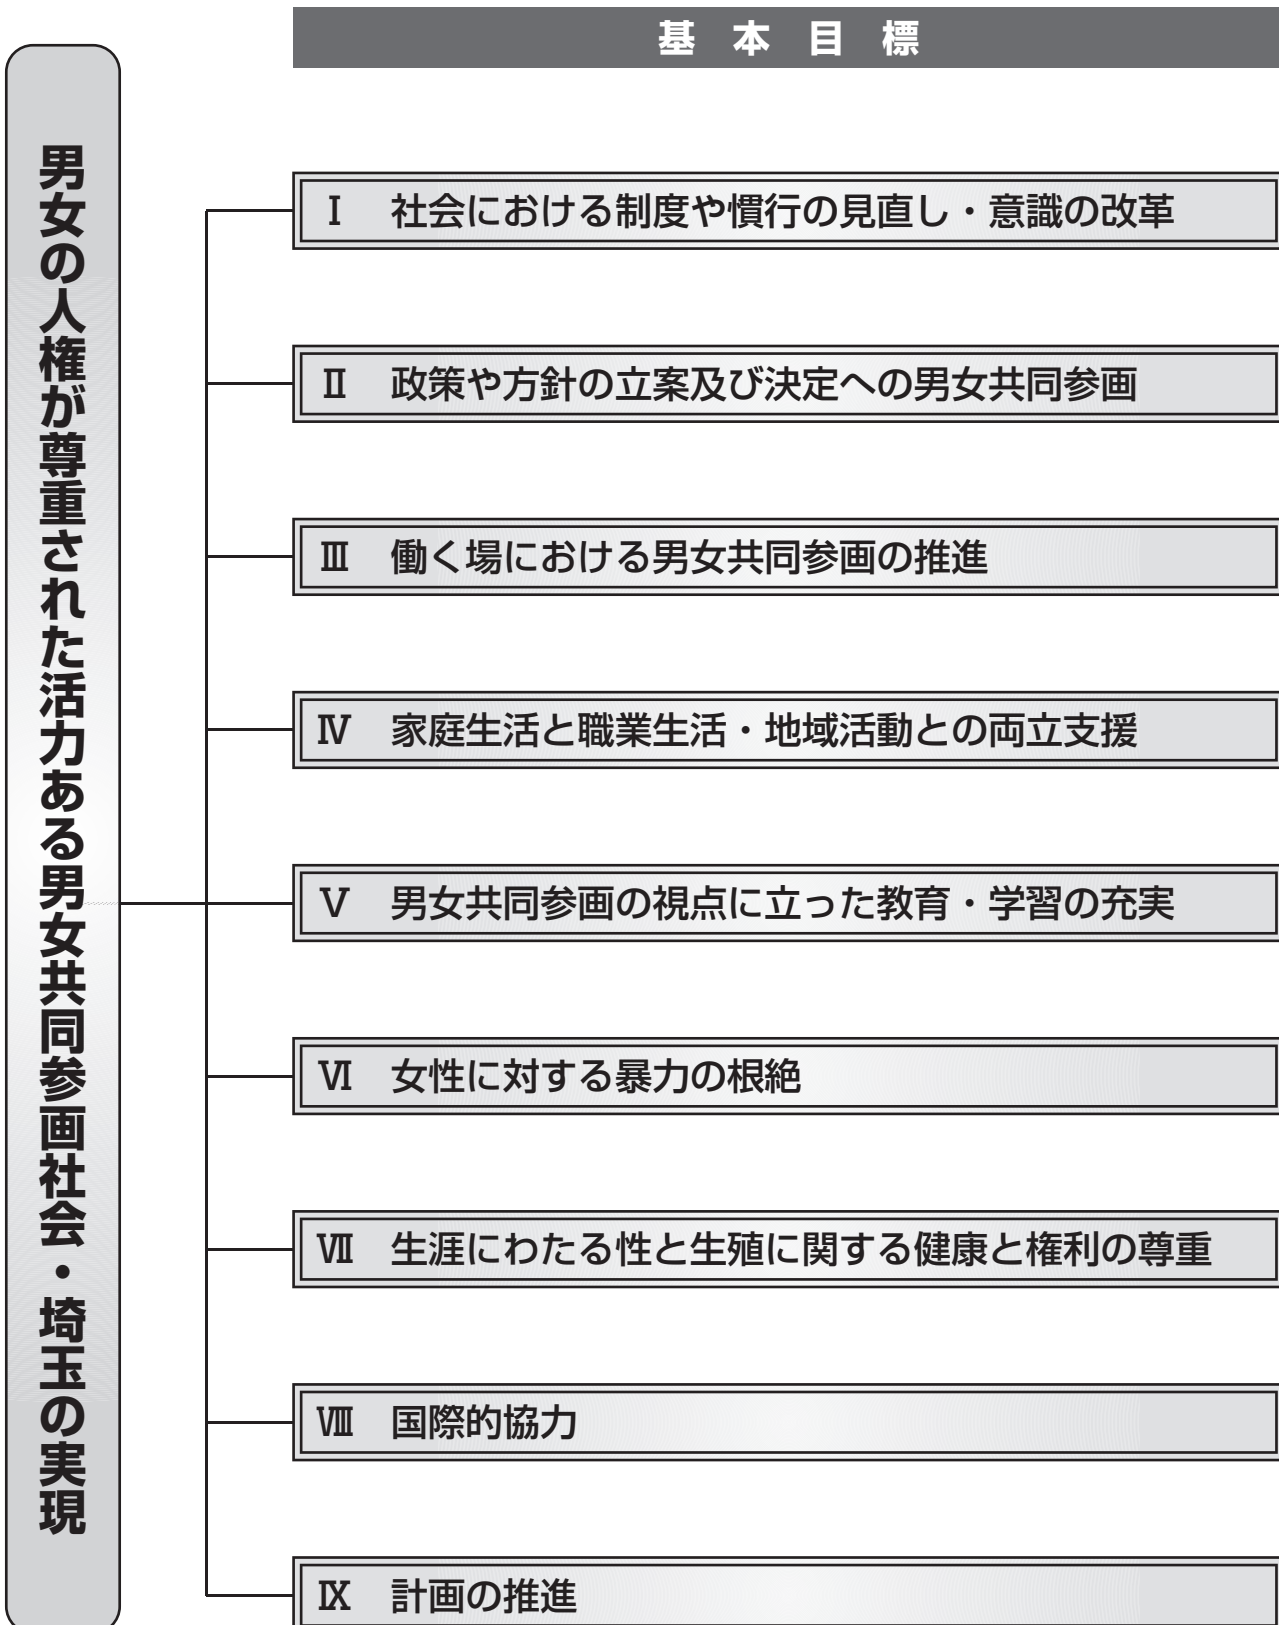 基本目標
男女の人権が尊重された活力ある男女共同参画社会・埼玉の実現
Ⅰ 社会における制度や慣行の見直し・意識の改革
Ⅱ 政策や方針の立案及び決定への男女共同参画
Ⅲ 働く場における男女共同参画の推進
Ⅳ 家庭生活と職業生活・地域活動との両立支援
Ⅴ 男女共同参画の視点に立った教育・学習の充実
Ⅵ 女性に対する暴力の根絶
Ⅶ 生涯にわたる性と生殖に関する健康と権利の尊重
Ⅷ 国際的協力
Ⅸ 計画の推進